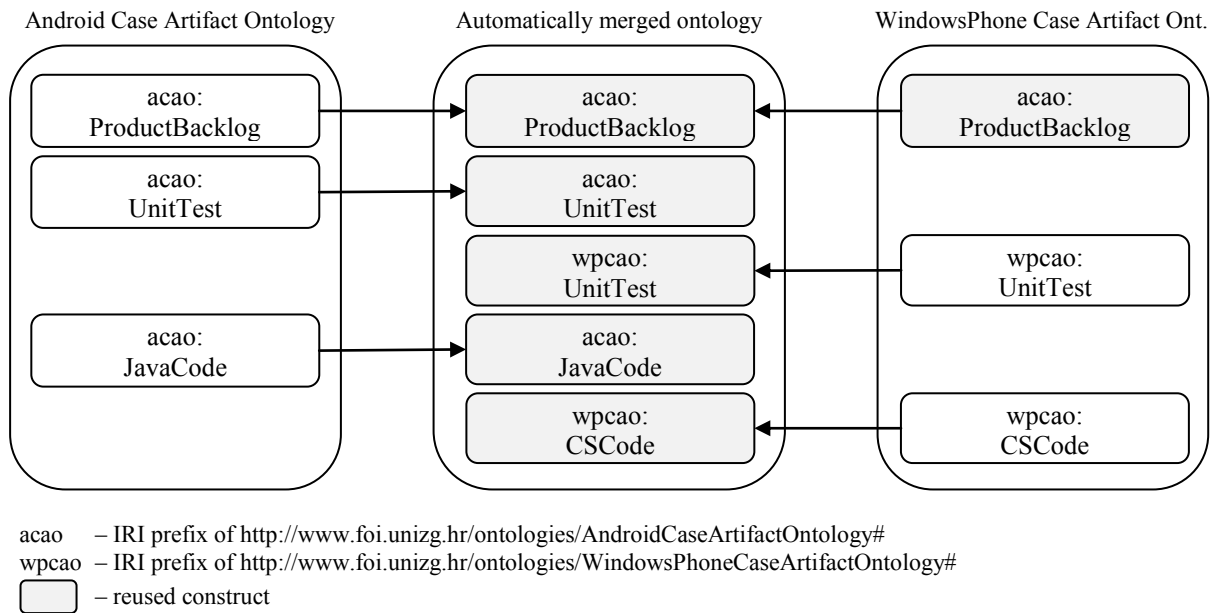 Android Case Artifact Ontology
Automatically merged ontology
WindowsPhone Case Artifact Ont.
acao:
ProductBacklog
acao:
ProductBacklog
acao:
ProductBacklog
acao:
UnitTest
acao:
UnitTest
wpcao:
UnitTest
wpcao:
UnitTest
acao:
JavaCode
acao:
JavaCode
wpcao:
CSCode
wpcao:
CSCode
acao – IRI prefix of http://www.foi.unizg.hr/ontologies/AndroidCaseArtifactOntology#
wpcao – IRI prefix of http://www.foi.unizg.hr/ontologies/WindowsPhoneCaseArtifactOntology#
– reused construct